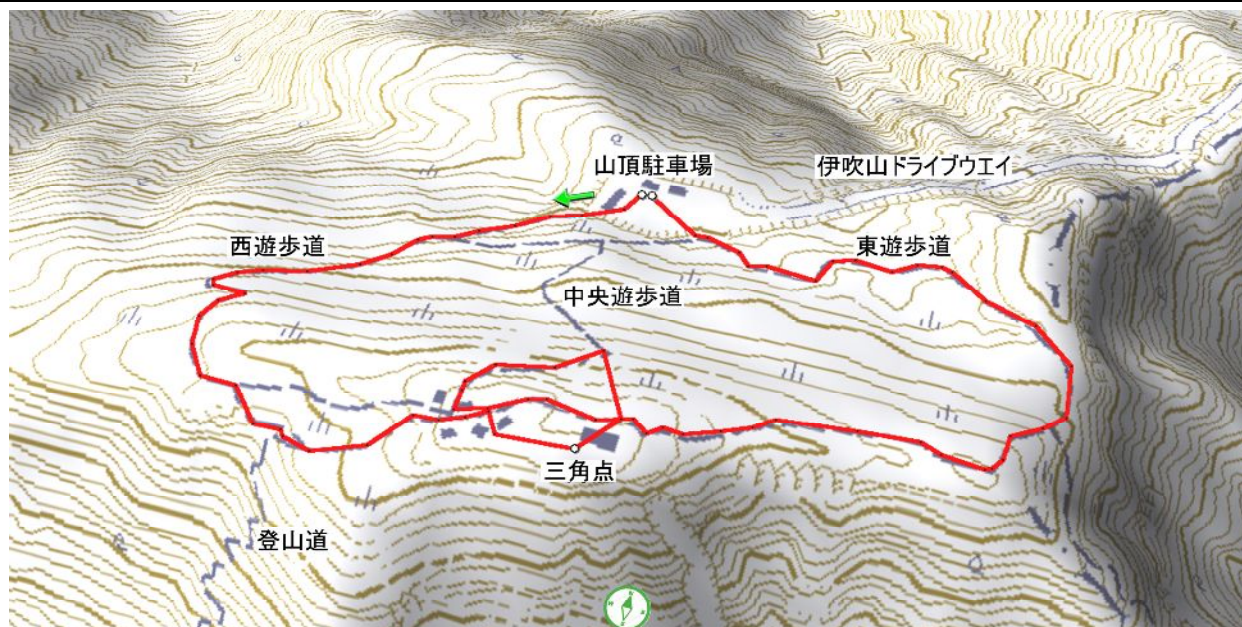 山頂駐車場
伊吹山ドライブウエイ
西遊歩道
東遊歩道
中央遊歩道
三角点
登山道